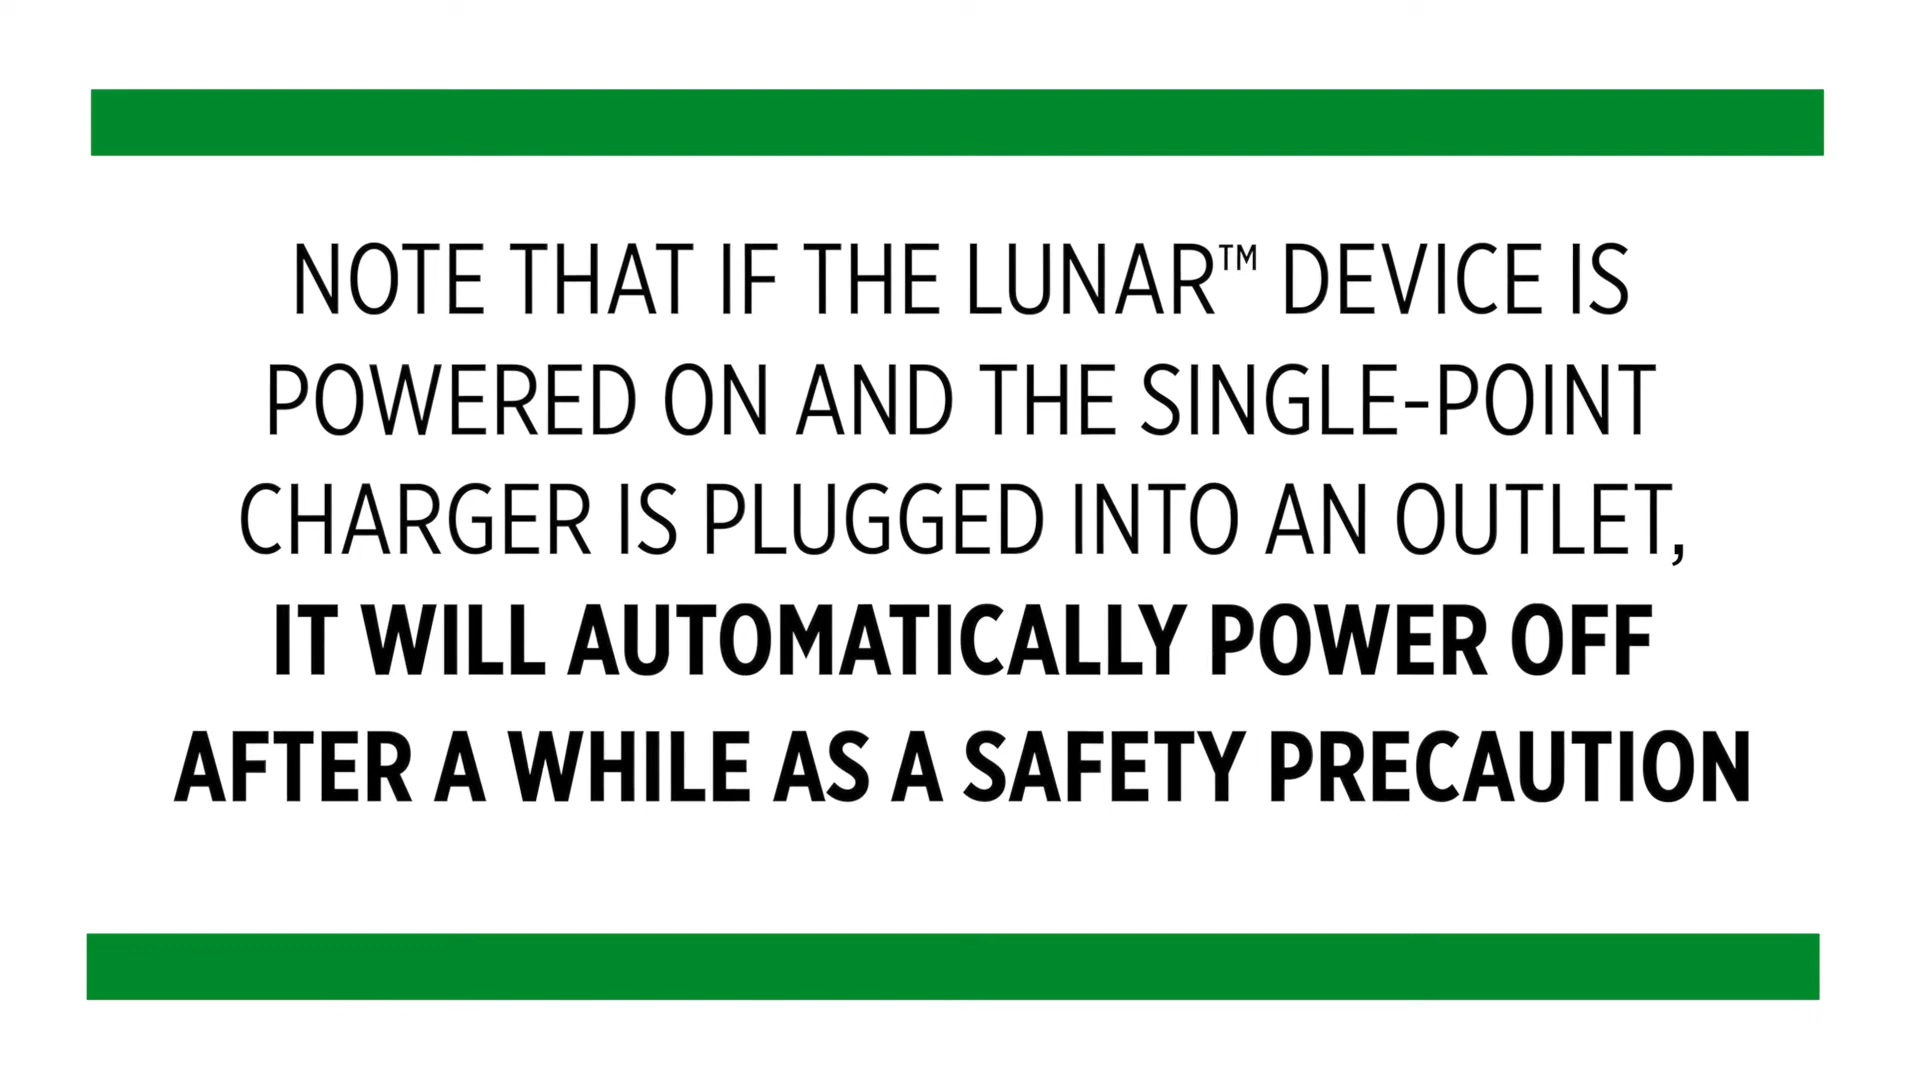 NOTE THAT IF THE LUNAR™ DEVICE IS
POWERED ON AND THE SINGLE-POINT
CHARGER IS PLUGGED INTO AN OUTLET,
IT WILL AUTOMATICALLY POWER OFF
AFTER A WHILE AS A SAFETY PRECAUTION